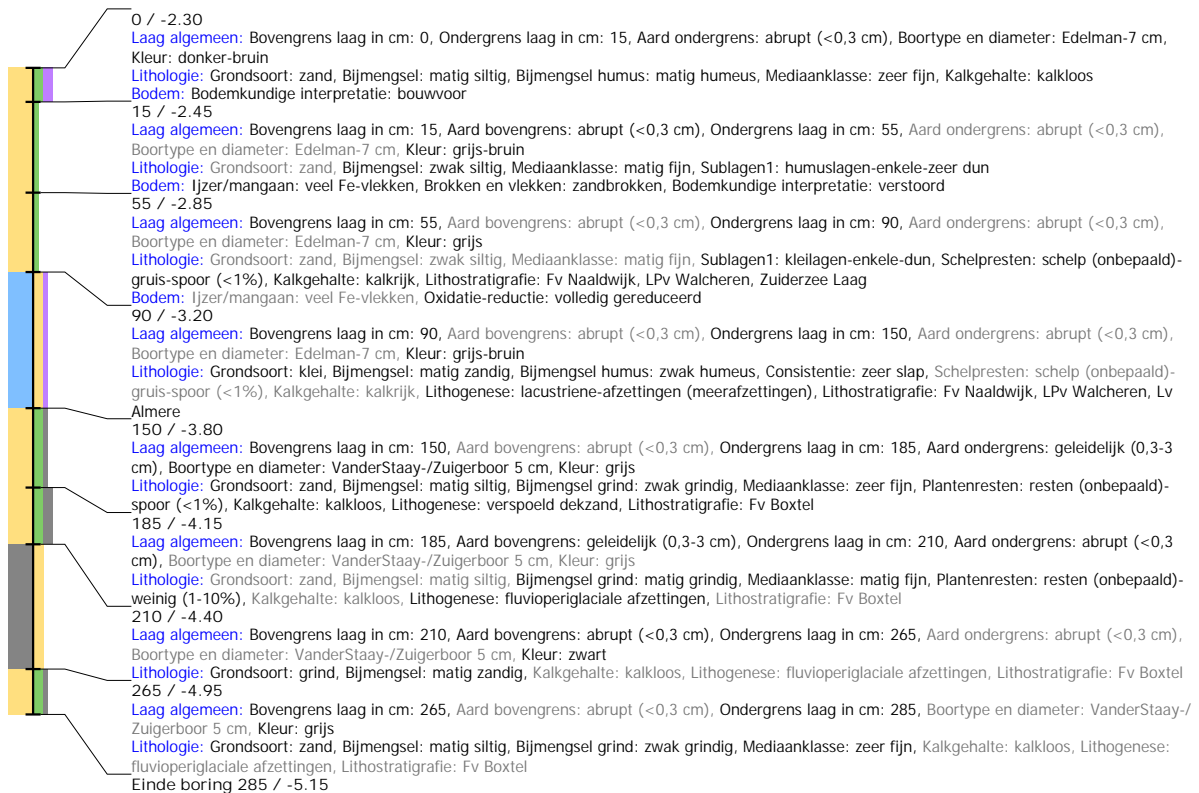 0 / -2.30
Laag algemeen: Bovengrens laag in cm: 0, Ondergrens laag in cm: 15, Aard ondergrens: abrupt (<0,3 cm), Boortype en diameter: Edelman-7 cm,
Kleur: donker-bruin
Lithologie: Grondsoort: zand, Bijmengsel: matig siltig, Bijmengsel humus: matig humeus, Mediaanklasse: zeer fijn, Kalkgehalte: kalkloos
Bodem: Bodemkundige interpretatie: bouwvoor
15 / -2.45
Laag algemeen: Bovengrens laag in cm: 15, Aard bovengrens: abrupt (<0,3 cm), Ondergrens laag in cm: 55, Aard ondergrens: abrupt (<0,3 cm),
Boortype en diameter: Edelman-7 cm, Kleur: grijs-bruin
Lithologie: Grondsoort: zand, Bijmengsel: zwak siltig, Mediaanklasse: matig fijn, Sublagen1: humuslagen-enkele-zeer dun
Bodem: Ijzer/mangaan: veel Fe-vlekken, Brokken en vlekken: zandbrokken, Bodemkundige interpretatie: verstoord
55 / -2.85
Laag algemeen: Bovengrens laag in cm: 55, Aard bovengrens: abrupt (<0,3 cm), Ondergrens laag in cm: 90, Aard ondergrens: abrupt (<0,3 cm),
Boortype en diameter: Edelman-7 cm, Kleur: grijs
Lithologie: Grondsoort: zand, Bijmengsel: zwak siltig, Mediaanklasse: matig fijn, Sublagen1: kleilagen-enkele-dun, Schelpresten: schelp (onbepaald)-
gruis-spoor (<1%), Kalkgehalte: kalkrijk, Lithostratigrafie: Fv Naaldwijk, LPv Walcheren, Zuiderzee Laag
Bodem: Ijzer/mangaan: veel Fe-vlekken, Oxidatie-reductie: volledig gereduceerd
90 / -3.20
Laag algemeen: Bovengrens laag in cm: 90, Aard bovengrens: abrupt (<0,3 cm), Ondergrens laag in cm: 150, Aard ondergrens: abrupt (<0,3 cm),
Boortype en diameter: Edelman-7 cm, Kleur: grijs-bruin
Lithologie: Grondsoort: klei, Bijmengsel: matig zandig, Bijmengsel humus: zwak humeus, Consistentie: zeer slap, Schelpresten: schelp (onbepaald)-
gruis-spoor (<1%), Kalkgehalte: kalkrijk, Lithogenese: lacustriene-afzettingen (meerafzettingen), Lithostratigrafie: Fv Naaldwijk, LPv Walcheren, Lv
Almere
150 / -3.80
Laag algemeen: Bovengrens laag in cm: 150, Aard bovengrens: abrupt (<0,3 cm), Ondergrens laag in cm: 185, Aard ondergrens: geleidelijk (0,3-3
cm), Boortype en diameter: VanderStaay-/Zuigerboor 5 cm, Kleur: grijs
Lithologie: Grondsoort: zand, Bijmengsel: matig siltig, Bijmengsel grind: zwak grindig, Mediaanklasse: zeer fijn, Plantenresten: resten (onbepaald)-
spoor (<1%), Kalkgehalte: kalkloos, Lithogenese: verspoeld dekzand, Lithostratigrafie: Fv Boxtel
185 / -4.15
Laag algemeen: Bovengrens laag in cm: 185, Aard bovengrens: geleidelijk (0,3-3 cm), Ondergrens laag in cm: 210, Aard ondergrens: abrupt (<0,3
cm), Boortype en diameter: VanderStaay-/Zuigerboor 5 cm, Kleur: grijs
Lithologie: Grondsoort: zand, Bijmengsel: matig siltig, Bijmengsel grind: matig grindig, Mediaanklasse: matig fijn, Plantenresten: resten (onbepaald)-
weinig (1-10%), Kalkgehalte: kalkloos, Lithogenese: fluvioperiglaciale afzettingen, Lithostratigrafie: Fv Boxtel
210 / -4.40
Laag algemeen: Bovengrens laag in cm: 210, Aard bovengrens: abrupt (<0,3 cm), Ondergrens laag in cm: 265, Aard ondergrens: abrupt (<0,3 cm),
Boortype en diameter: VanderStaay-/Zuigerboor 5 cm, Kleur: zwart
Lithologie: Grondsoort: grind, Bijmengsel: matig zandig, Kalkgehalte: kalkloos, Lithogenese: fluvioperiglaciale afzettingen, Lithostratigrafie: Fv Boxtel
265 / -4.95
Laag algemeen: Bovengrens laag in cm: 265, Aard bovengrens: abrupt (<0,3 cm), Ondergrens laag in cm: 285, Boortype en diameter: VanderStaay-/
Zuigerboor 5 cm, Kleur: grijs
Lithologie: Grondsoort: zand, Bijmengsel: matig siltig, Bijmengsel grind: zwak grindig, Mediaanklasse: zeer fijn, Kalkgehalte: kalkloos, Lithogenese:
fluvioperiglaciale afzettingen, Lithostratigrafie: Fv Boxtel
Einde boring 285 / -5.15